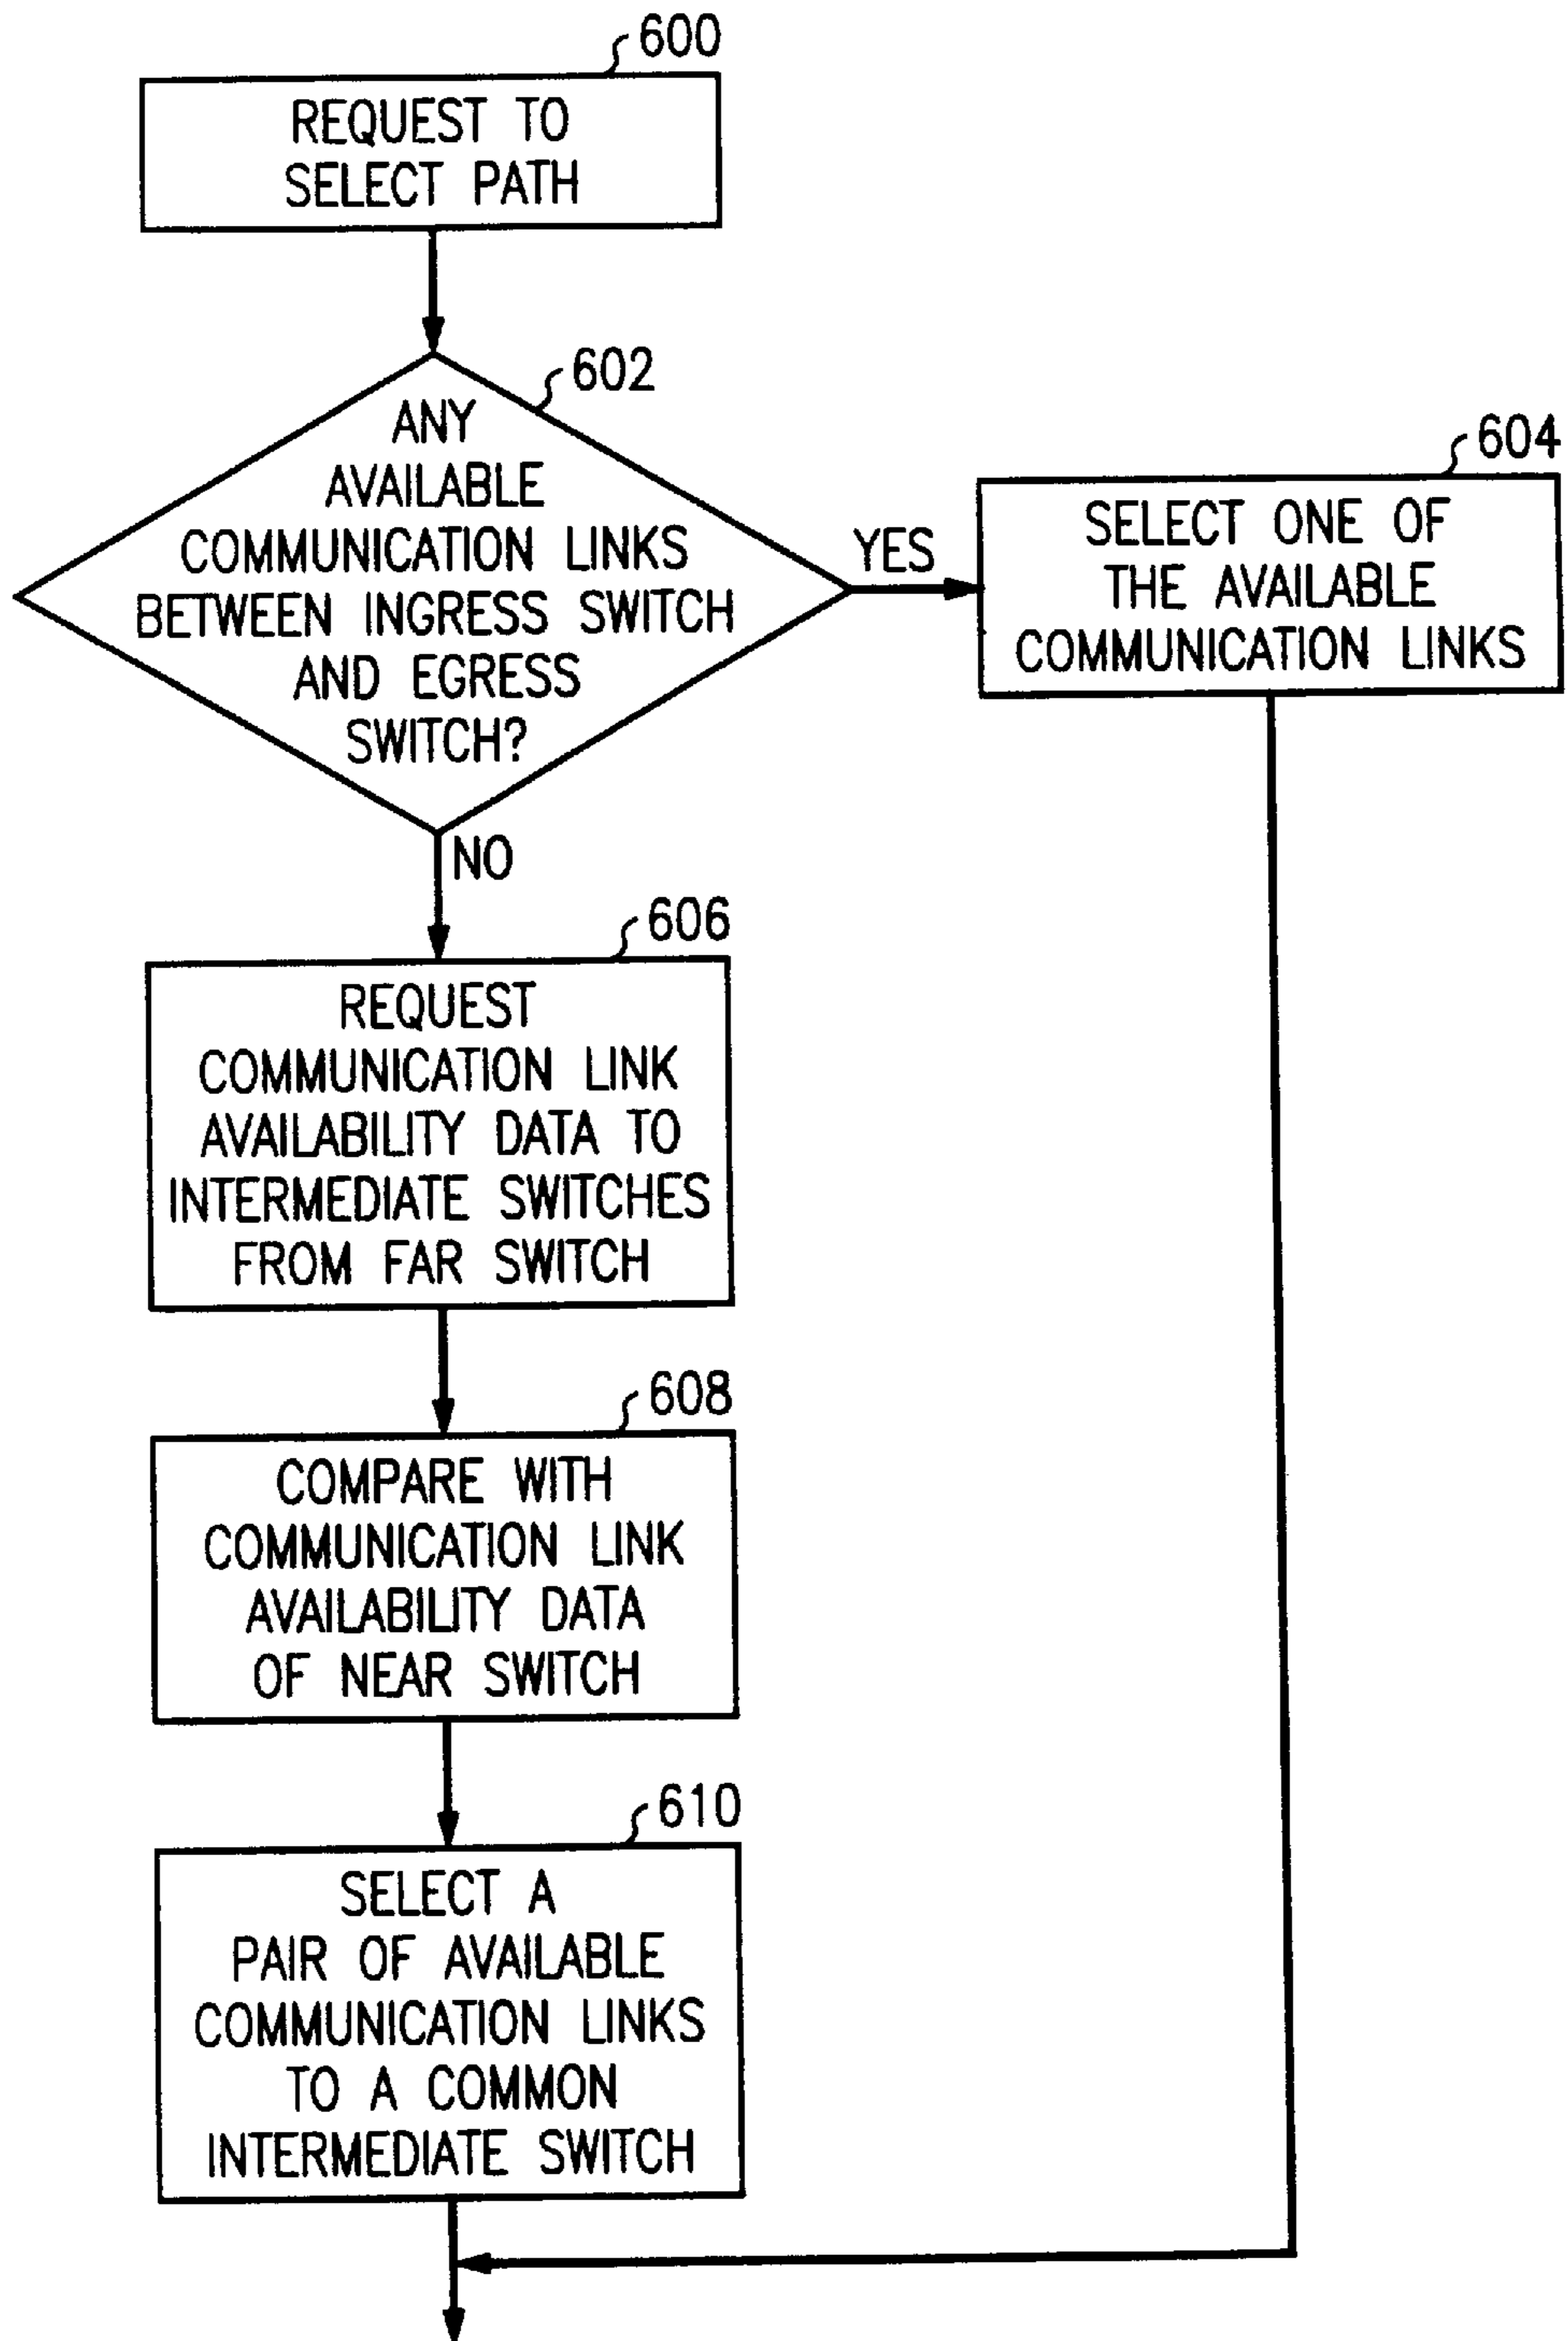 600
REQUEST TO
SELECT PATH
602
ANY
AVAILABLE
COMMUNICATION LINKS
BETWEEN INGRESS SWITCH
AND EGRESS
SWITCH?
YES
604
SELECT ONE OF
THE AVAILABLE
COMMUNICATION LINKS
NO
606
REQUEST
COMMUNICATION LINK
AVAILABILITY DATA TO
INTERMEDIATE SWITCHES
FROM FAR SWITCH
608
COMPARE WITH
COMMUNICATION LINK
AVAILABILITY DATA
OF NEAR SWITCH
610
SELECT A
PAIR OF AVAILABLE
COMMUNICATION LINKS
TO A COMMON
INTERMEDIATE SWITCH